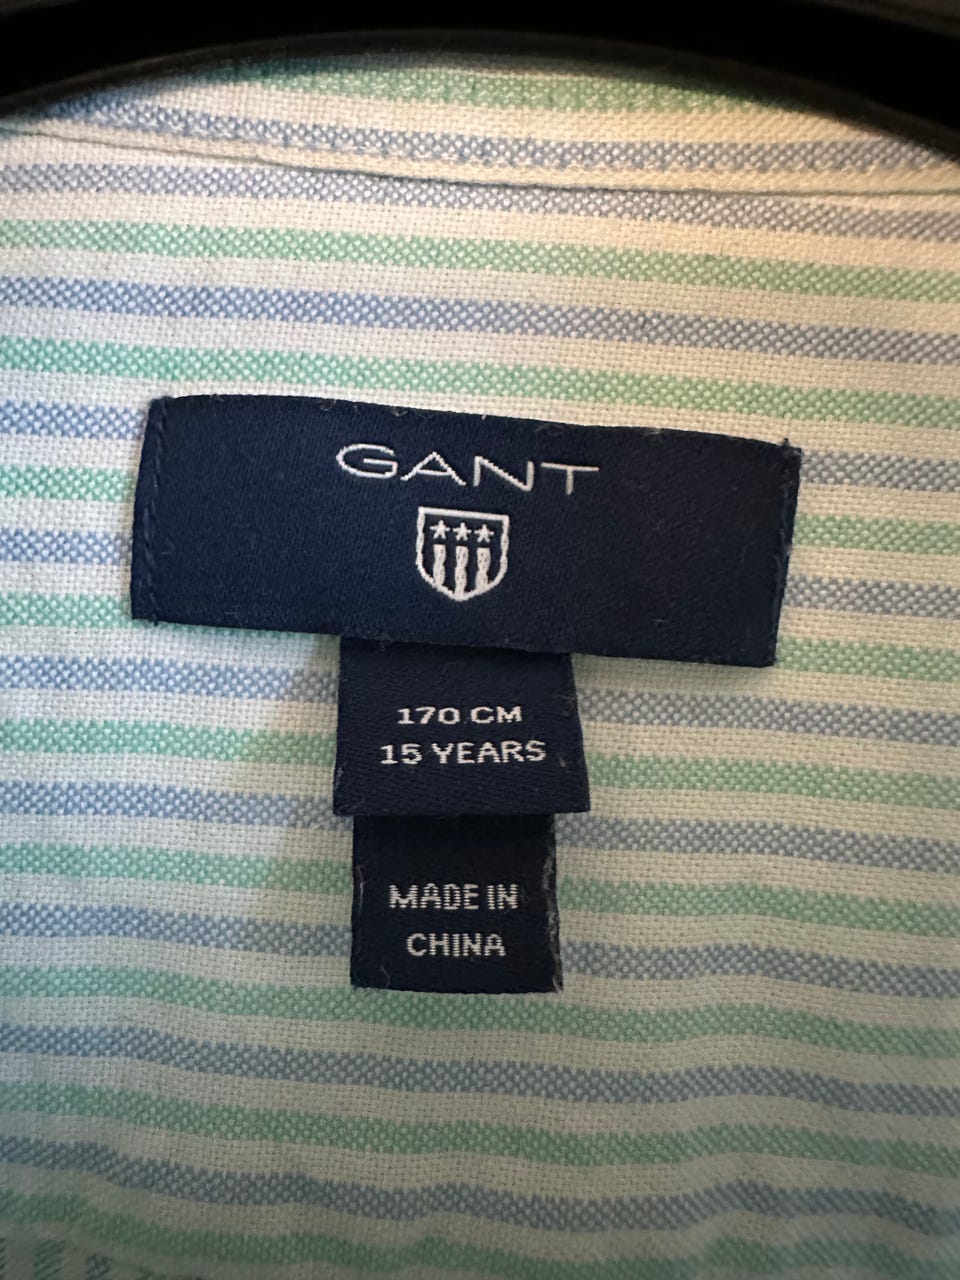 GANT
170 CM
15 YEARS
MADE IN
CHINA